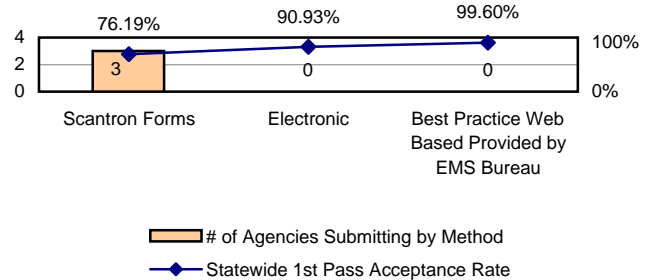 76.19% 90.93% 99.60%
4 100%
2 3 0 0
0 0%
Scantron Forms Electronic Best Practice Web
Based Provided by
EMS Bureau
# of Agencies Submitting by Method
Statewide 1st Pass Acceptance Rate